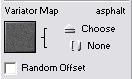 Variator Map asphalt
Choose
None
Random Offset